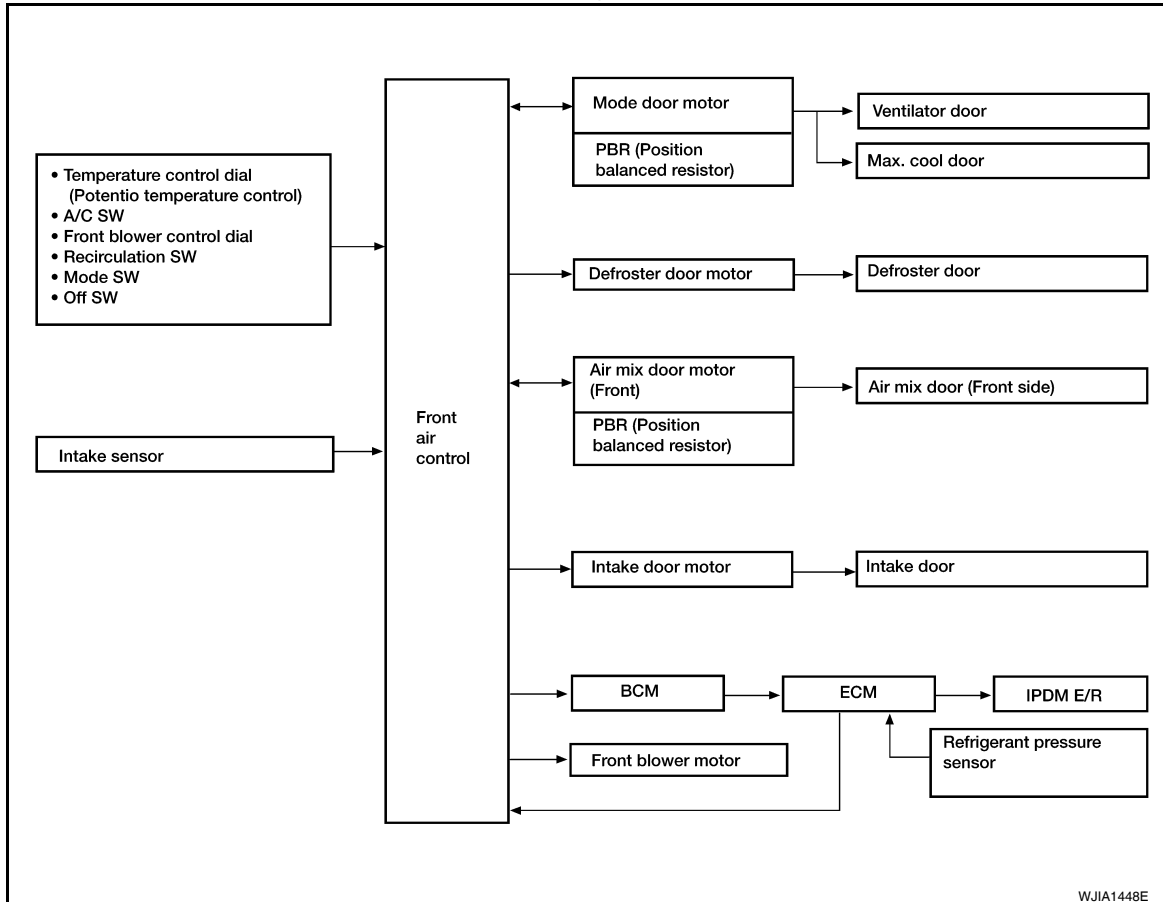 • Temperature control dial
(Potentio temperature control)
• A/C SW
• Front blower control dial
• Recirculation SW
• Mode SW
• Off SW
Intake sensor
Front
air
control
Mode door motor
PBR (Position
balanced resistor)
Ventilator door
Max. cool door
Defroster door motor
Defroster door
Air mix door motor
(Front)
PBR (Position
balanced resistor)
Air mix door (Front side)
Intake door motor
Intake door
BCM
ECM
IPDM E/R
Refrigerant pressure
sensor
Front blower motor
WJIA1448E